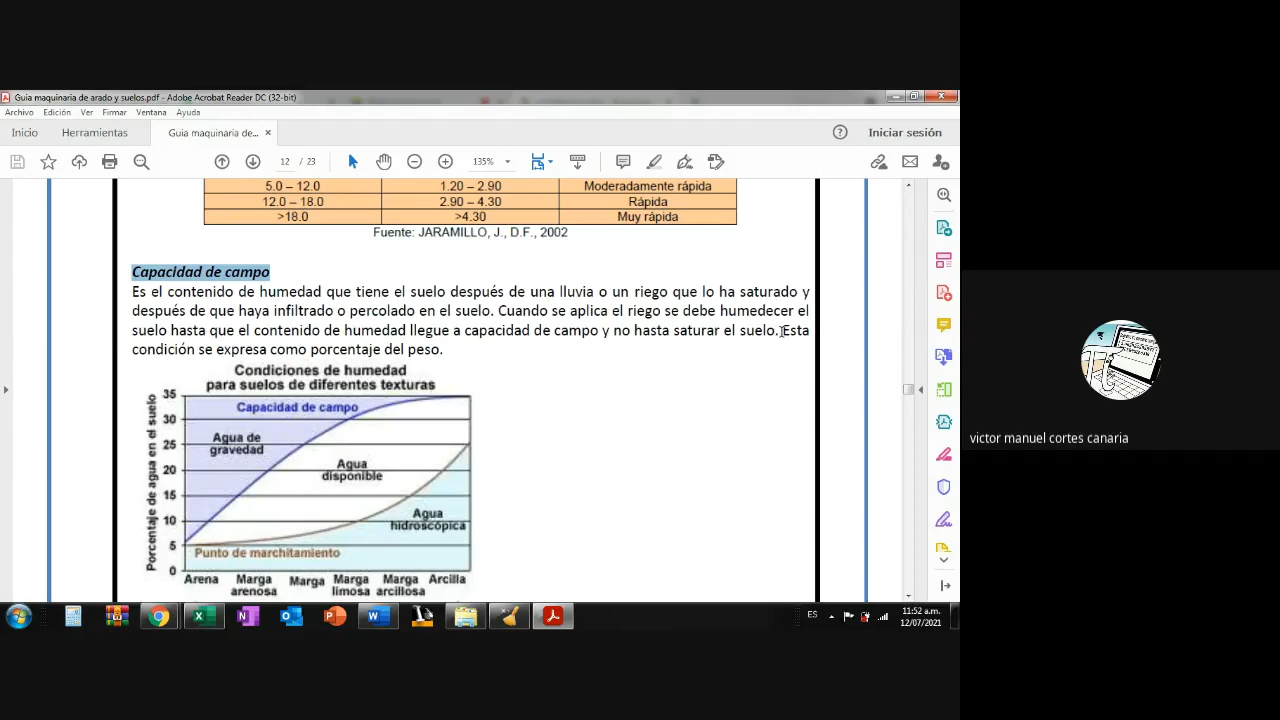 Guia maquinaria de arado y suelos.pdf - Adobe Acrobat Reader DC (32-bit)
Archivo Edición Ver Firmar Ventana Ayuda
Inicio Herramientas Guia maquinaria de... × Iniciar sesión
12 / 23 135%
5.0 – 12.0 1.20 – 2.90 Moderadamente rápida
12.0 – 18.0 2.90 – 4.30 Rápida
>18.0 >4.30 Muy rápida
Fuente: JARAMILLO, J., D.F., 2002
Capacidad de campo
Es el contenido de humedad que tiene el suelo después de una lluvia o un riego que lo ha saturado y
después de que haya infiltrado o percolado en el suelo. Cuando se aplica el riego se debe humedecer el
suelo hasta que el contenido de humedad llegue a capacidad de campo y no hasta saturar el suelo. Esta
condición se expresa como porcentaje del peso.
Condiciones de humedad
para suelos de diferentes texturas
Porcentaje de agua en el suelo
35
30
25
20
15
10
5
0
Capacidad de campo
Agua de
gravedad
Agua
disponible
Agua
hidroscópica
Punto de marchitamiento
Arena Marga Marga Marga Marga Arcilla
arenosa limosa arcillosa
victor manuel cortes canaria
ES
11:52 a.m.
12/07/2021